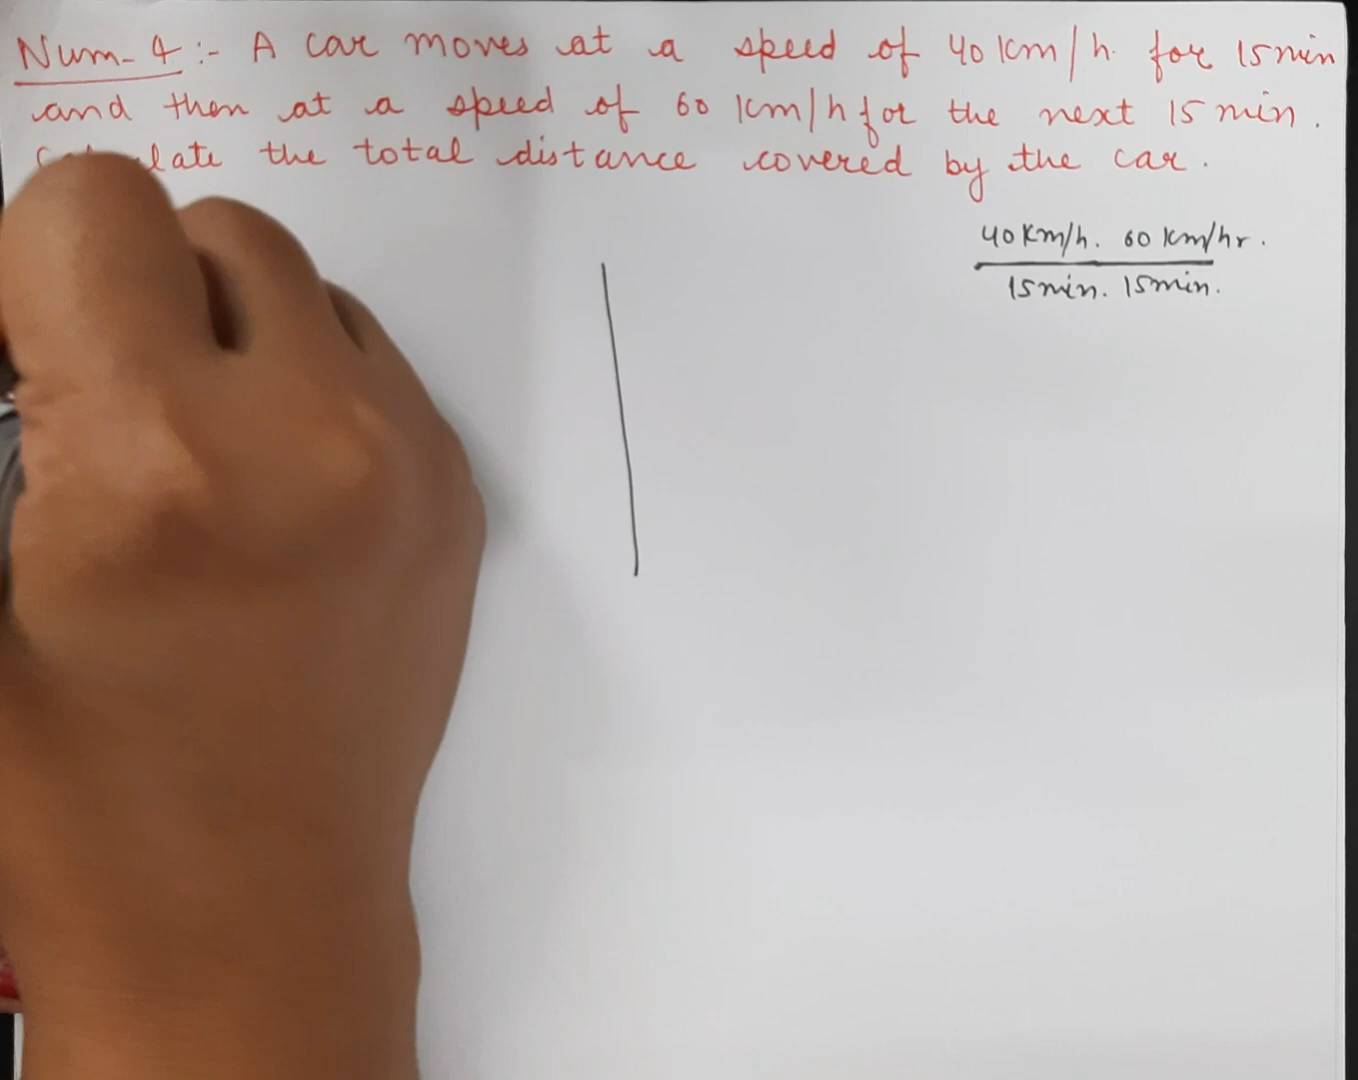 Num-4 :- A car moves at a speed of 40 km/h. for 15 min
and then at a speed of 60 km/h for the next 15 min.
the total distance covered by the car.
40 km/h. 60 km/hr.
15 min. 15 min.